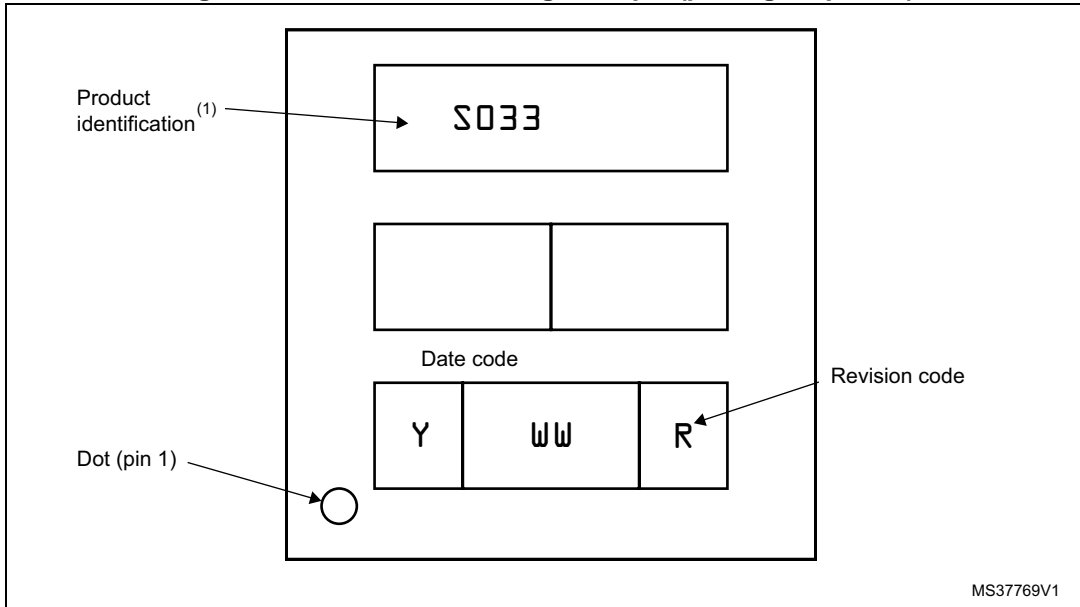 Product
identification(1)
S033
Date code
Y WW R
Revision code
Dot (pin 1)
MS37769V1